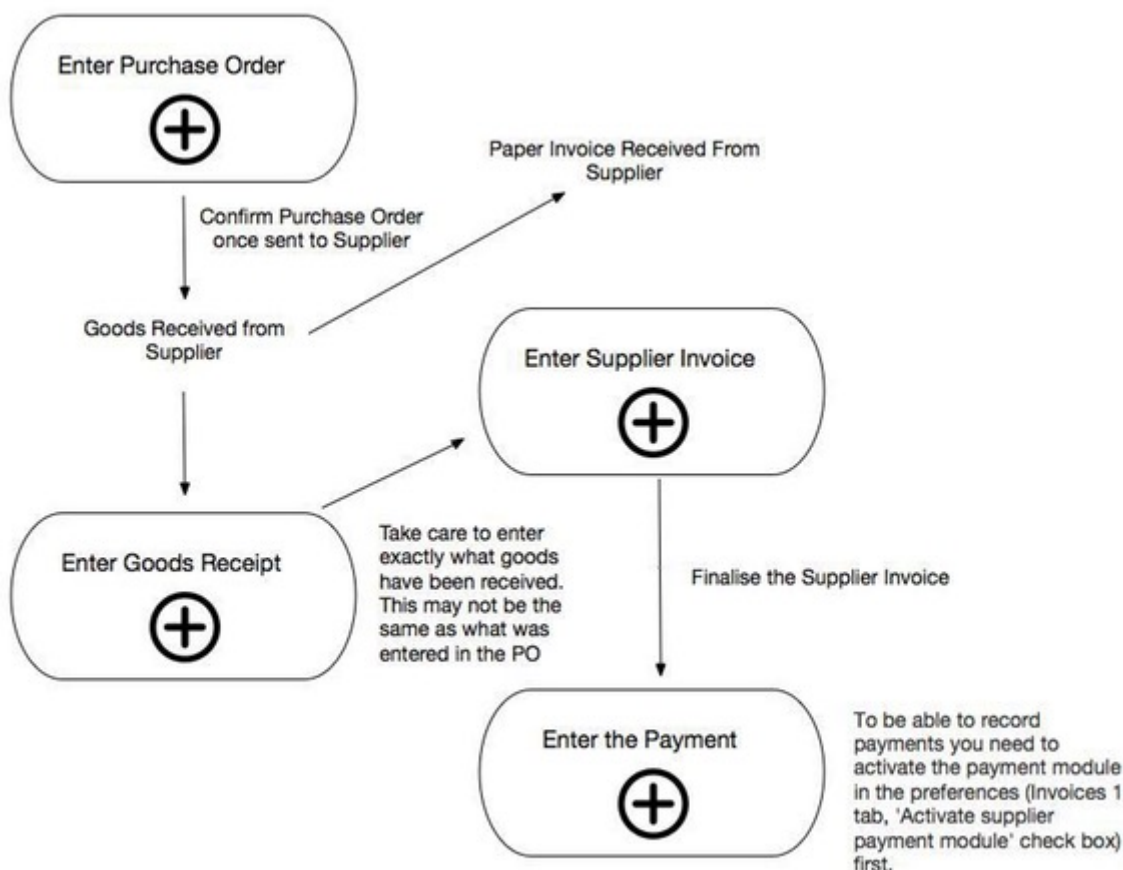 Enter Purchase Order
Paper Invoice Received From
Supplier
Confirm Purchase Order
once sent to Supplier
Goods Received from
Supplier
Enter Supplier Invoice
Enter Goods Receipt
Take care to enter
exactly what goods
have been received.
This may not be the
same as what was
entered in the PO
Finalise the Supplier Invoice
Enter the Payment
To be able to record
payments you need to
activate the payment module
in the preferences (Invoices 1
tab, 'Activate supplier
payment module' check box)
first.